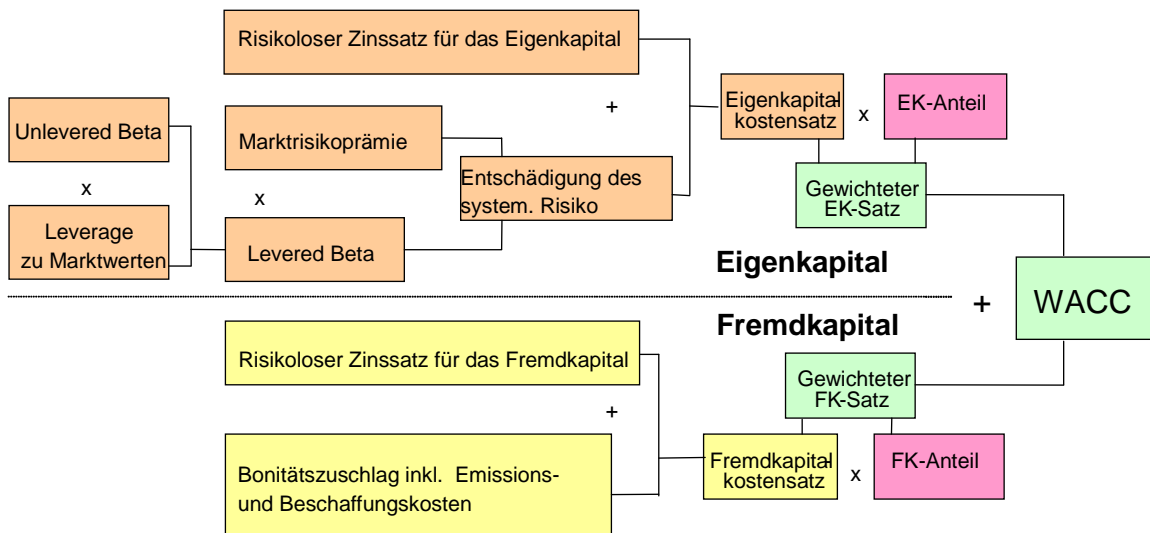 Risikoloser Zinssatz für das Eigenkapital
+
Eigenkapital-
kostensatz
x
EK-Anteil
Unlevered Beta
Marktrisikoprämie
x
x
Entschädigung des
system. Risiko
Gewichteter
EK-Satz
Leverage
zu Marktwerten
Levered Beta
Eigenkapital
+
WACC
Fremdkapital
Risikoloser Zinssatz für das Fremdkapital
+
Gewichteter
FK-Satz
Bonitätszuschlag inkl. Emissions-
und Beschaffungskosten
Fremdkapital-
kostensatz
x
FK-Anteil